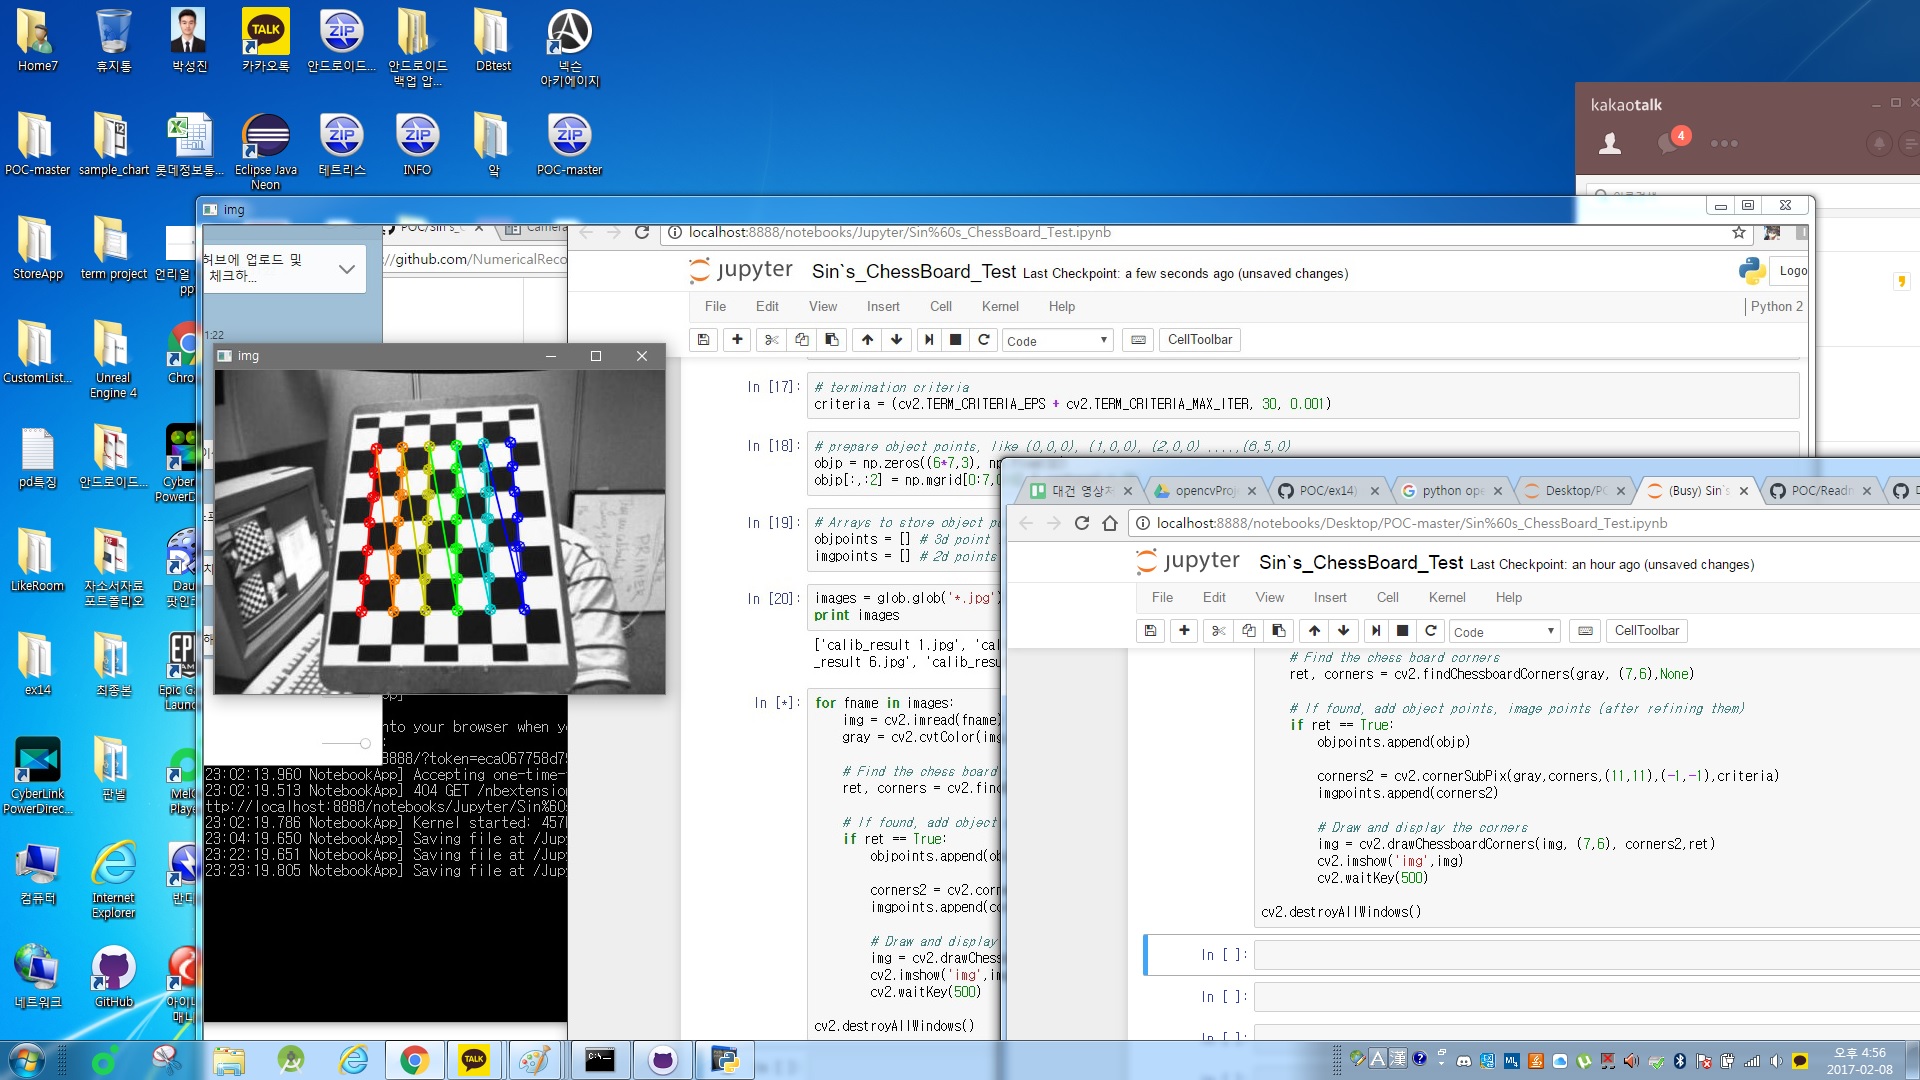 Home7
휴지통
박성진
카카오톡
안드로이드...
안드로이드
백업 압...
DBtest
넥슨
아키에이지
POC-master
sample_chart
롯데정보통...
Eclipse Java
Neon
테트리스
INFO
앜
POC-master
StoreApp
term project
언리얼
CustomList...
Unreal
Engine 4
Chro
pd특징
안드로이드...
Cyber
PowerDi
LikeRoom
자소서자료
포트폴리오
Dau
팟인
ex14
최종본
Epic Ga
Laun
CyberLink
PowerDirec...
판넬
Mel
Playe
컴퓨터
Internet
Explorer
반디
네트워크
GitHub
아이
매니
kakaotalk
4
img
허브에 업로드 및
체크하...
1:22
POC/Sin s_C
Camera
://github.com/NumericalReco
localhost:8888/notebooks/Jupyter/Sin%60s_ChessBoard_Test.ipynb
jupyter Sin`s_ChessBoard_Test Last Checkpoint: a few seconds ago (unsaved changes)
Logo
File Edit View Insert Cell Kernel Help
Python 2
Code
CellToolbar
In [17]: # termination criteria
criteria = (cv2.TERM_CRITERIA_EPS + cv2.TERM_CRITERIA_MAX_ITER, 30, 0.001)
In [18]: # prepare object points, like (0,0,0), (1,0,0), (2,0,0) ....,(6,5,0)
objp = np.zeros((6*7,3), np
objp[:,:2] = np.mgrid[0:7,0
In [19]: # Arrays to store object po
objpoints = [] # 3d point
imgpoints = [] # 2d points
In [20]: images = glob.glob('*.jpg')
print images
['calib_result 1.jpg', 'cal
_result 6.jpg', 'calib_resu
In [*]: for fname in images:
img = cv2.imread(fname)
gray = cv2.cvtColor(img
# Find the chess board
ret, corners = cv2.find
# If found, add object
if ret == True:
objpoints.append(ob
corners2 = cv2.corn
imgpoints.append(co
# Draw and display
img = cv2.drawChess
cv2.imshow('img',im
cv2.waitKey(500)
cv2.destroyAllWindows()
img
nto your browser when y
8888/?token=eca067758d7
23:02:13.960 NotebookApp] Accepting one-time-
23:02:19.513 NotebookApp] 404 GET /nbextension
ttp://localhost:8888/notebooks/Jupyter/Sin%60s
23:02:19.786 NotebookApp] Kernel started: 457
23:04:19.650 NotebookApp] Saving file at /Jup
23:22:19.651 NotebookApp] Saving file at /Jup
23:23:19.805 NotebookApp] Saving file at /Jup
대건 영상처
opencvProj
POC/ex14)
python ope
Desktop/PO
(Busy) Sin`s
POC/Readm
localhost:8888/notebooks/Desktop/POC-master/Sin%60s_ChessBoard_Test.ipynb
jupyter Sin`s_ChessBoard_Test Last Checkpoint: an hour ago (unsaved changes)
File Edit View Insert Cell Kernel Help
Code
CellToolbar
# Find the chess board corners
ret, corners = cv2.findChessboardCorners(gray, (7,6),None)
# If found, add object points, image points (after refining them)
if ret == True:
objpoints.append(objp)
corners2 = cv2.cornerSubPix(gray,corners,(11,11),(-1,-1),criteria)
imgpoints.append(corners2)
# Draw and display the corners
img = cv2.drawChessboardCorners(img, (7,6), corners2,ret)
cv2.imshow('img',img)
cv2.waitKey(500)
cv2.destroyAllWindows()
In [ ]:
In [ ]:
In [ ]:
TALK
A 漢
오후 4:56
2017-02-08